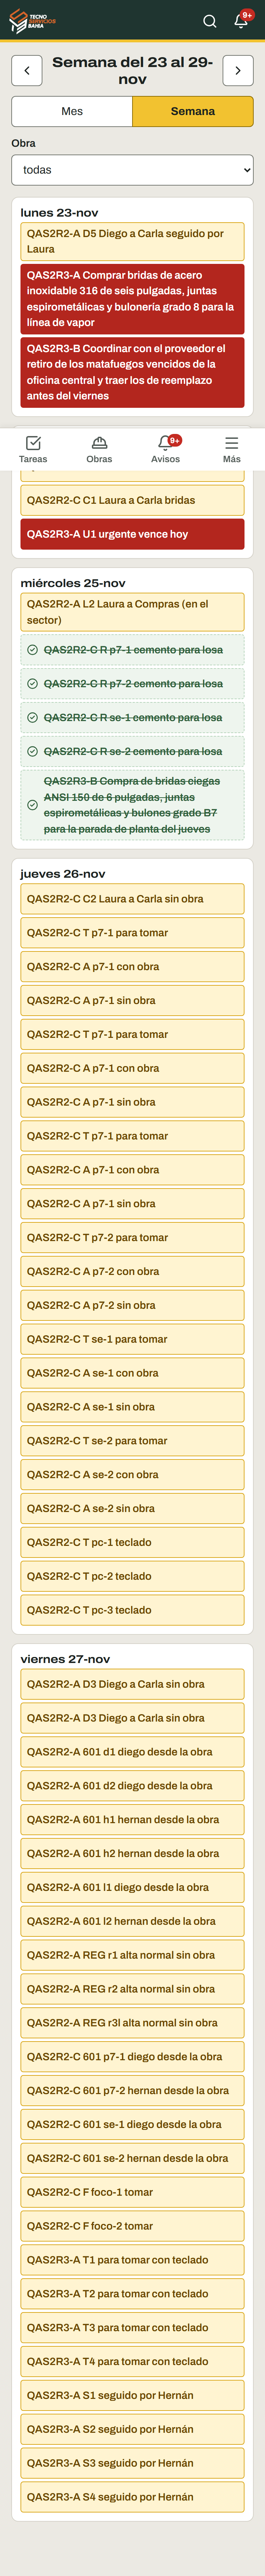 TECNO
SERVICIOS
BAHIA
9+
Semana del 23 al 29-
nov
Mes
Semana
Obra
todas
lunes 23-nov
QAS2R2-A D5 Diego a Carla seguido por
Laura
QAS2R3-A Comprar bridas de acero
inoxidable 316 de seis pulgadas, juntas
espirometálicas y bulonería grado 8 para la
línea de vapor
QAS2R3-B Coordinar con el proveedor el
retiro de los matafuegos vencidos de la
oficina central y traer los de reemplazo
antes del viernes
9+
Tareas
Obras
Avisos
Más
QAS2R2-C C1 Laura a Carla bridas
QAS2R3-A U1 urgente vence hoy
miércoles 25-nov
QAS2R2-A L2 Laura a Compras (en el
sector)
QAS2R2-C R p7-1 cemento para losa
QAS2R2-C R p7-2 cemento para losa
QAS2R2-C R se-1 cemento para losa
QAS2R2-C R se-2 cemento para losa
QAS2R3-B Compra de bridas ciegas
ANSI 150 de 6 pulgadas, juntas
espirometálicas y bulones grado B7
para la parada de planta del jueves
jueves 26-nov
QAS2R2-C C2 Laura a Carla sin obra
QAS2R2-C T p7-1 para tomar
QAS2R2-C A p7-1 con obra
QAS2R2-C A p7-1 sin obra
QAS2R2-C T p7-1 para tomar
QAS2R2-C A p7-1 con obra
QAS2R2-C A p7-1 sin obra
QAS2R2-C T p7-1 para tomar
QAS2R2-C A p7-1 con obra
QAS2R2-C A p7-1 sin obra
QAS2R2-C T p7-2 para tomar
QAS2R2-C A p7-2 con obra
QAS2R2-C A p7-2 sin obra
QAS2R2-C T se-1 para tomar
QAS2R2-C A se-1 con obra
QAS2R2-C A se-1 sin obra
QAS2R2-C T se-2 para tomar
QAS2R2-C A se-2 con obra
QAS2R2-C A se-2 sin obra
QAS2R2-C T pc-1 teclado
QAS2R2-C T pc-2 teclado
QAS2R2-C T pc-3 teclado
viernes 27-nov
QAS2R2-A D3 Diego a Carla sin obra
QAS2R2-A D3 Diego a Carla sin obra
QAS2R2-A 601 d1 diego desde la obra
QAS2R2-A 601 d2 diego desde la obra
QAS2R2-A 601 h1 hernan desde la obra
QAS2R2-A 601 h2 hernan desde la obra
QAS2R2-A 601 l1 diego desde la obra
QAS2R2-A 601 l2 hernan desde la obra
QAS2R2-A REG r1 alta normal sin obra
QAS2R2-A REG r2 alta normal sin obra
QAS2R2-A REG r3l alta normal sin obra
QAS2R2-C 601 p7-1 diego desde la obra
QAS2R2-C 601 p7-2 hernan desde la obra
QAS2R2-C 601 se-1 diego desde la obra
QAS2R2-C 601 se-2 hernan desde la obra
QAS2R2-C F foco-1 tomar
QAS2R2-C F foco-2 tomar
QAS2R3-A T1 para tomar con teclado
QAS2R3-A T2 para tomar con teclado
QAS2R3-A T3 para tomar con teclado
QAS2R3-A T4 para tomar con teclado
QAS2R3-A S1 seguido por Hernán
QAS2R3-A S2 seguido por Hernán
QAS2R3-A S3 seguido por Hernán
QAS2R3-A S4 seguido por Hernán